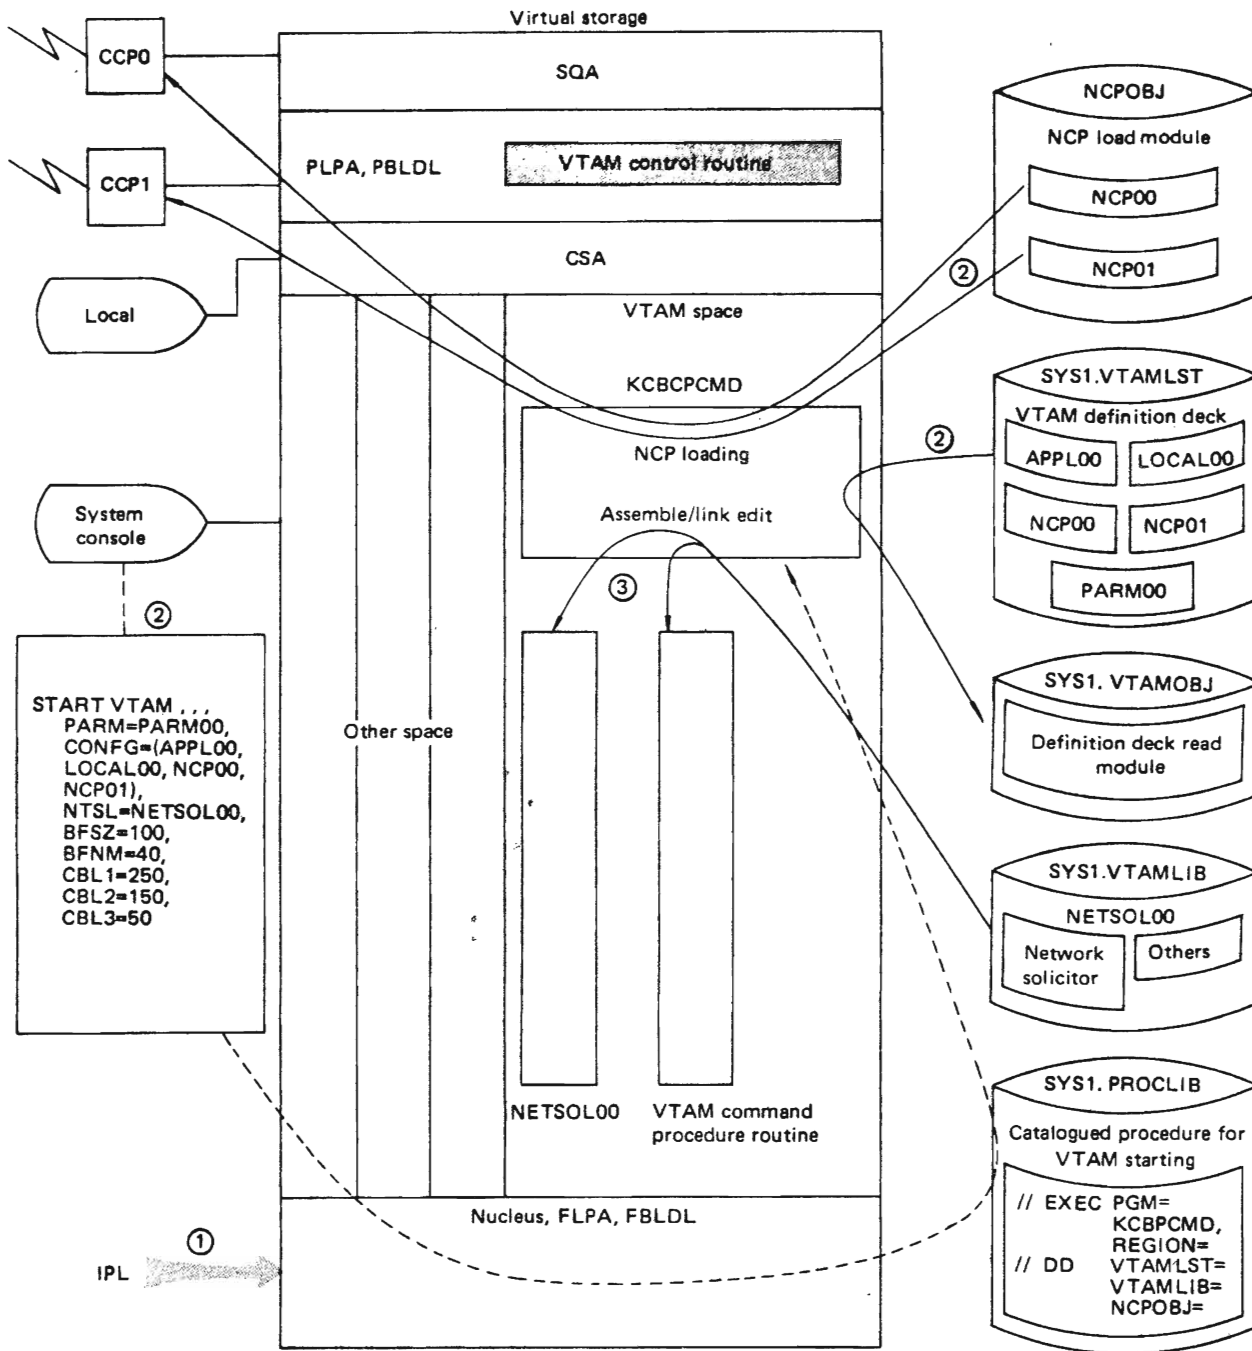 Virtual storage
CCP0
SQA
PLPA, PBLDL
VTAM control routine
CCP1
CSA
Local
VTAM space
KCBCPCMD
NCP loading
Assemble/link edit
System
console
②
START VTAM , , ,
PARM=PARM00,
CONFG=(APPL00,
LOCAL00, NCP00,
NCP01),
NTSL=NETSOL00,
BFSZ=100,
BFNM=40,
CBL1=250,
CBL2=150,
CBL3=50
Other space
③
NETSOL00
VTAM command
procedure routine
Nucleus, FLPA, FBLDL
①
IPL
NCPOBJ
NCP load module
NCP00
NCP01
②
SYS1.VTAMLST
VTAM definition deck
APPL00
LOCAL00
NCP00
NCP01
PARM00
②
SYS1. VTAMOBJ
Definition deck read
module
SYS1.VTAMLIB
NETSOL00
Network
solicitor
Others
SYS1. PROCLIB
Catalogued procedure for
VTAM starting
// EXEC PGM=
KCBPCMD,
REGION=
// DD VTAMLST=
VTAMLIB=
NCPOBJ=